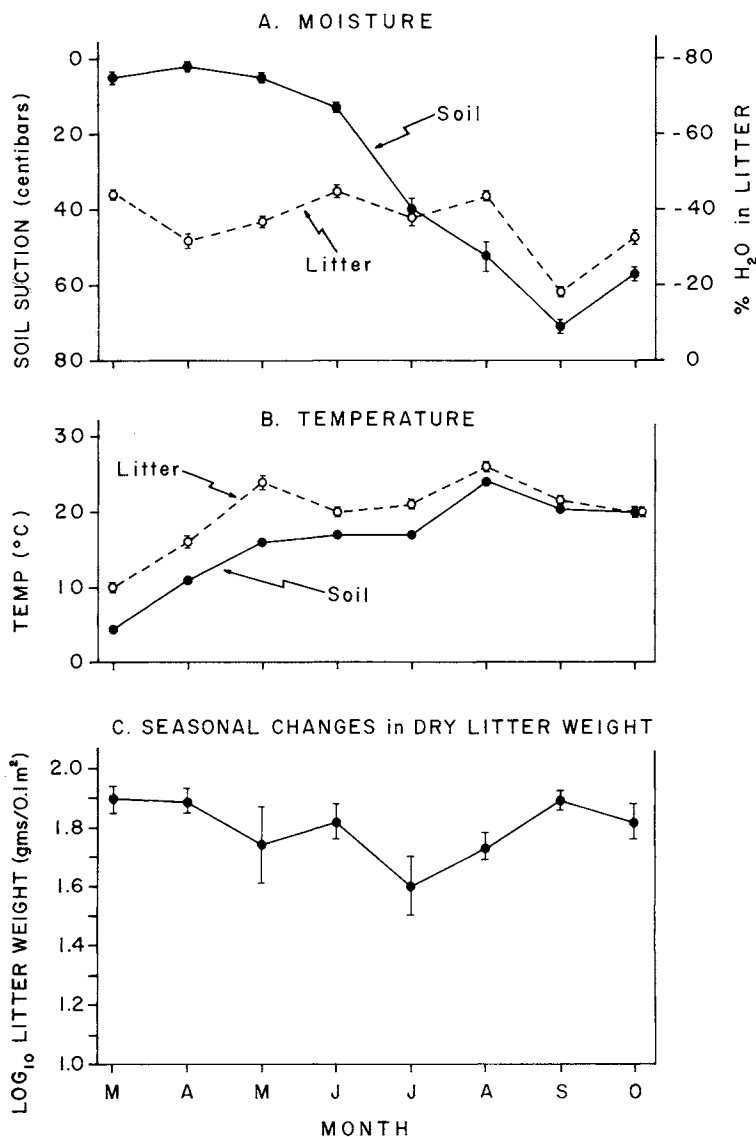 A. MOISTURE
SOIL SUCTION (centibars)
0
20
40
60
80
Soil
Litter
-80
-60
-40
-20
0
% H₂O in LITTER
B. TEMPERATURE
TEMP (°C)
30
20
10
0
Litter
Soil
C. SEASONAL CHANGES in DRY LITTER WEIGHT
LOG₁₀ LITTER WEIGHT (gms/0.1m²)
2.0
1.8
1.6
1.4
1.2
1.0
M A M J J A S O
MONTH